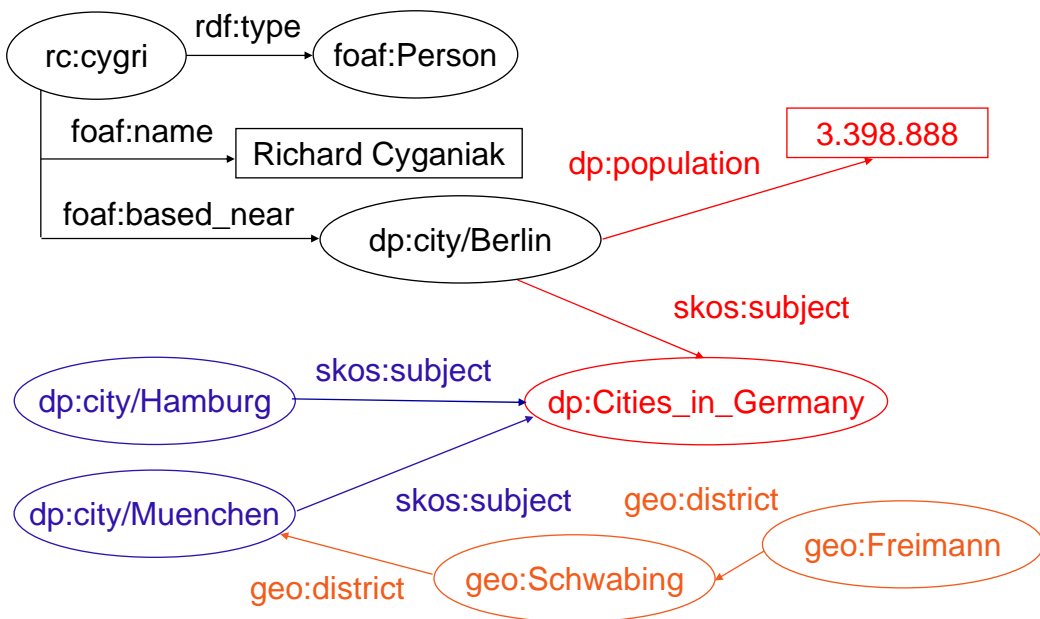 rdf:type
rc:cygri
foaf:Person
foaf:name
Richard Cyganiak
3.398.888
dp:population
foaf:based_near
dp:city/Berlin
skos:subject
skos:subject
dp:city/Hamburg
dp:Cities_in_Germany
dp:city/Muenchen
skos:subject
geo:district
geo:Freimann
geo:district
geo:Schwabing